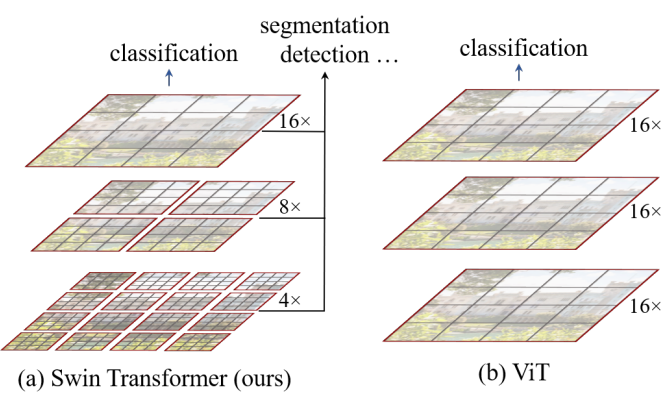 segmentation
classification
detection ...
classification
16×
16×
8×
16×
4×
16×
(a) Swin Transformer (ours)
(b) ViT